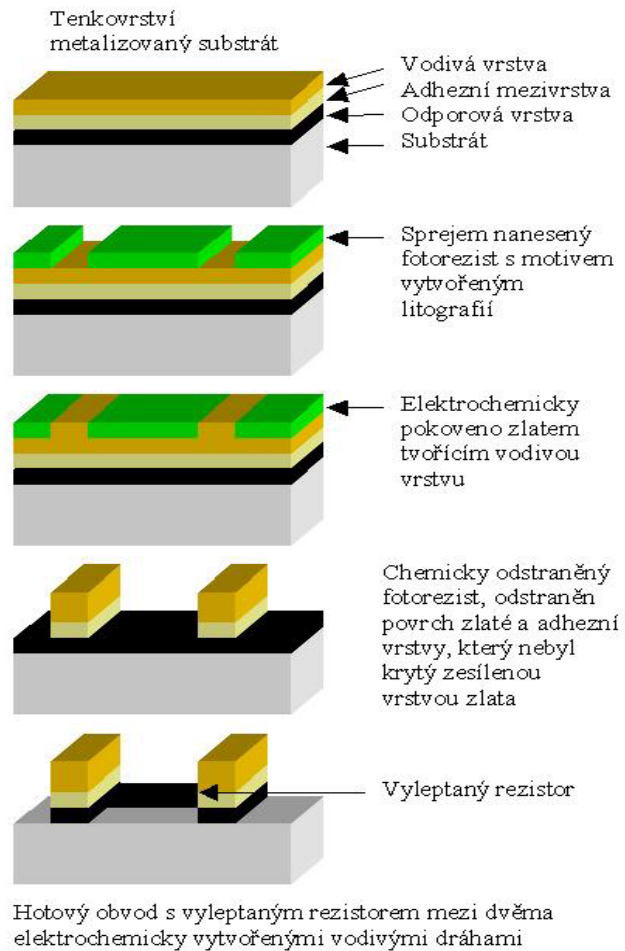 Tenkovrství
metalizovaný substrát
Vodivá vrstva
Adhezní mezivrstva
Odporová vrstva
Substrát
Sprejem nanesený
fotorezist s motivem
vytvořeným
litografií
Elektrochemicky
pokoveno zlatem
tvořícím vodivou
vrstvu
Chemicky odstraněný
fotorezist, odstraněn
povrch zlaté a adhezní
vrstvy, který nebyl
krytý zesílenou
vrstvou zlata
Vyleptaný rezistor
Hotový obvod s vyleptaným rezistorem mezi dvěma
elektrochemicky vytvořenými vodivými dráhami